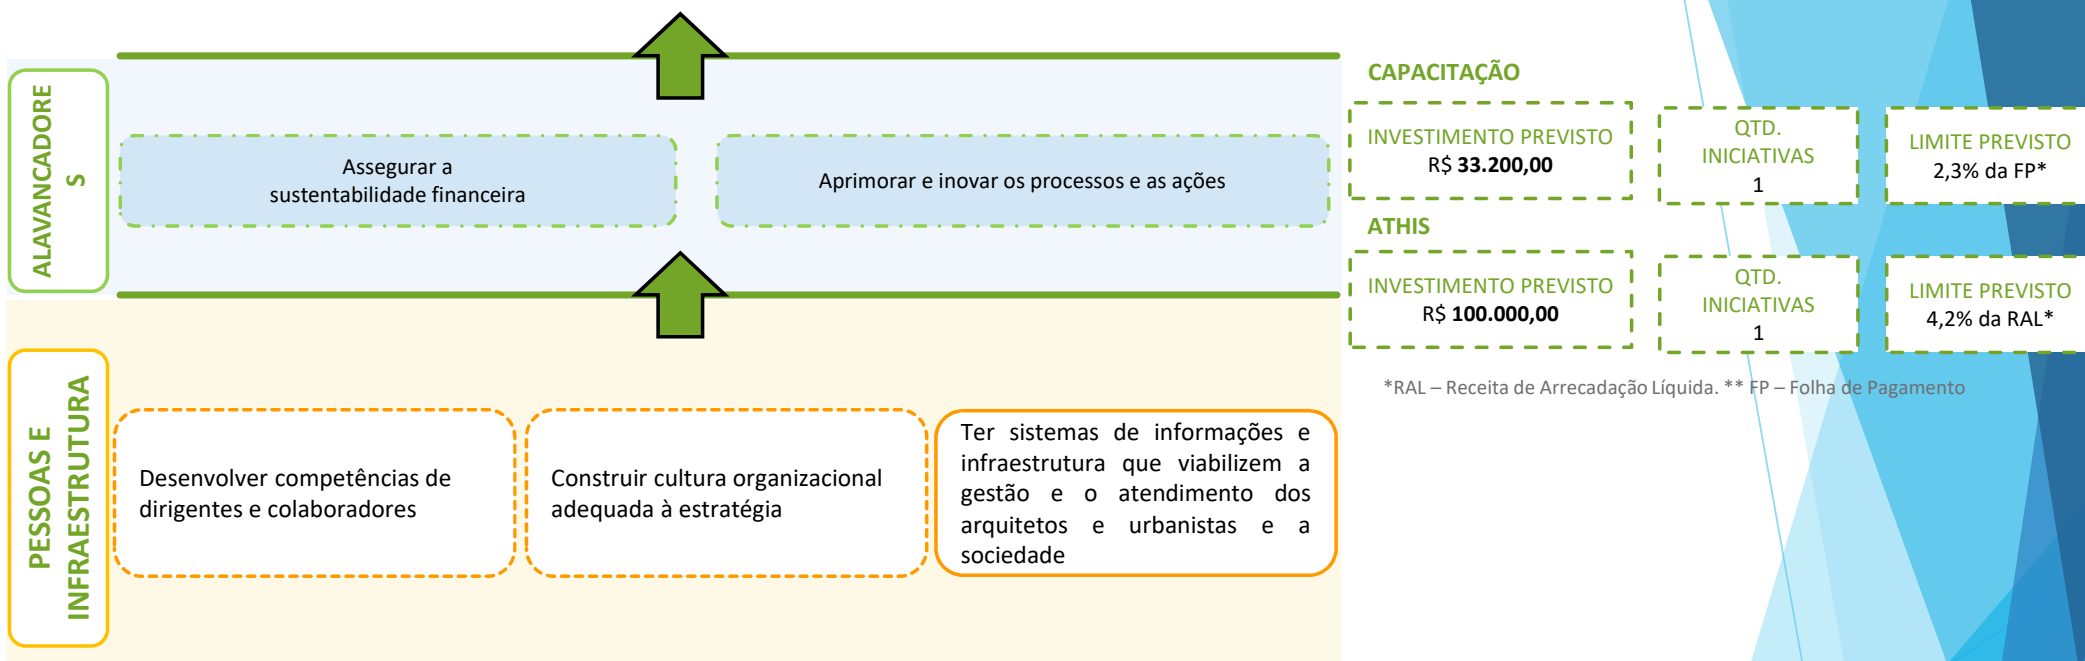 ALAVANCADORE
S
Assegurar a
sustentabilidade financeira
Aprimorar e inovar os processos e as ações
PESSOAS E
INFRAESTRUTURA
Desenvolver competências de
dirigentes e colaboradores
Construir cultura organizacional
adequada à estratégia
Ter sistemas de informações e
infraestrutura que viabilizem a
gestão e o atendimento dos
arquitetos e urbanistas e a
sociedade
CAPACITAÇÃO
INVESTIMENTO PREVISTO
R$ 33.200,00
QTD.
INICIATIVAS
1
LIMITE PREVISTO
2,3% da FP*
ATHIS
INVESTIMENTO PREVISTO
R$ 100.000,00
QTD.
INICIATIVAS
1
LIMITE PREVISTO
4,2% da RAL*
*RAL – Receita de Arrecadação Líquida. ** FP – Folha de Pagamento